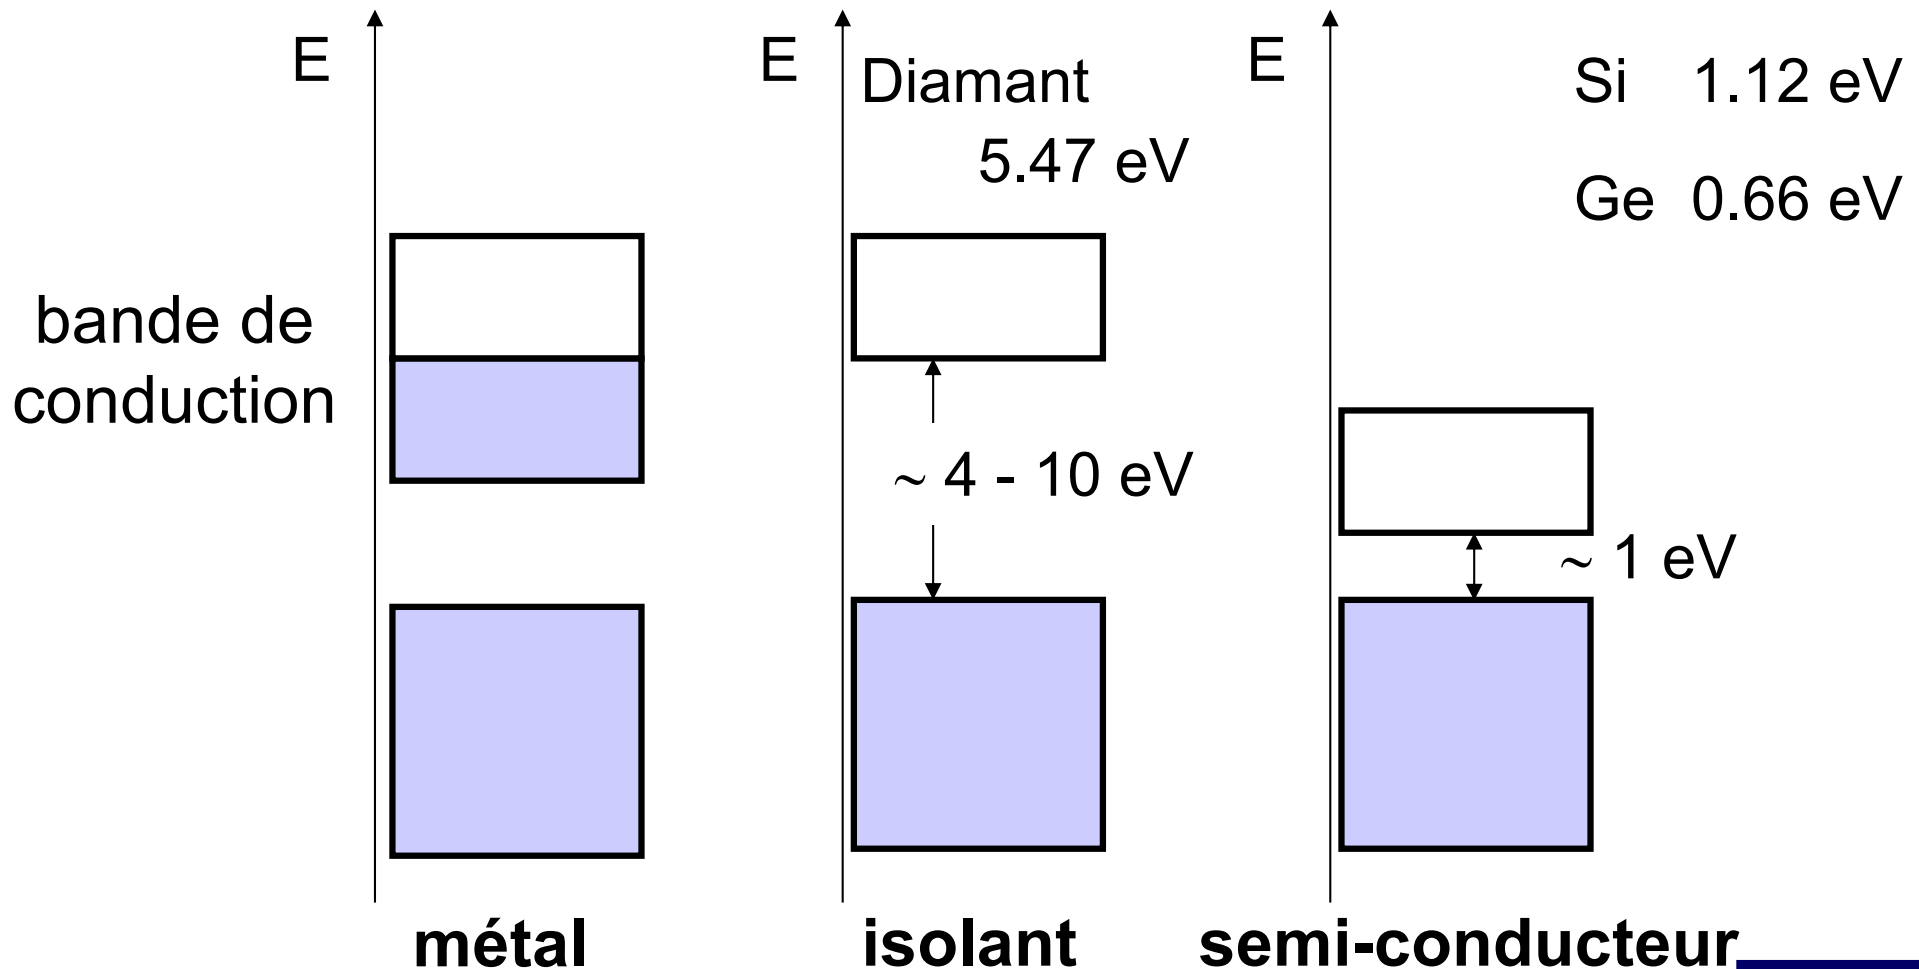 E
bande de
conduction
métal
E
Diamant
5.47 eV
~ 4 - 10 eV
isolant
E
Si 1.12 eV
Ge 0.66 eV
~ 1 eV
semi-conducteur